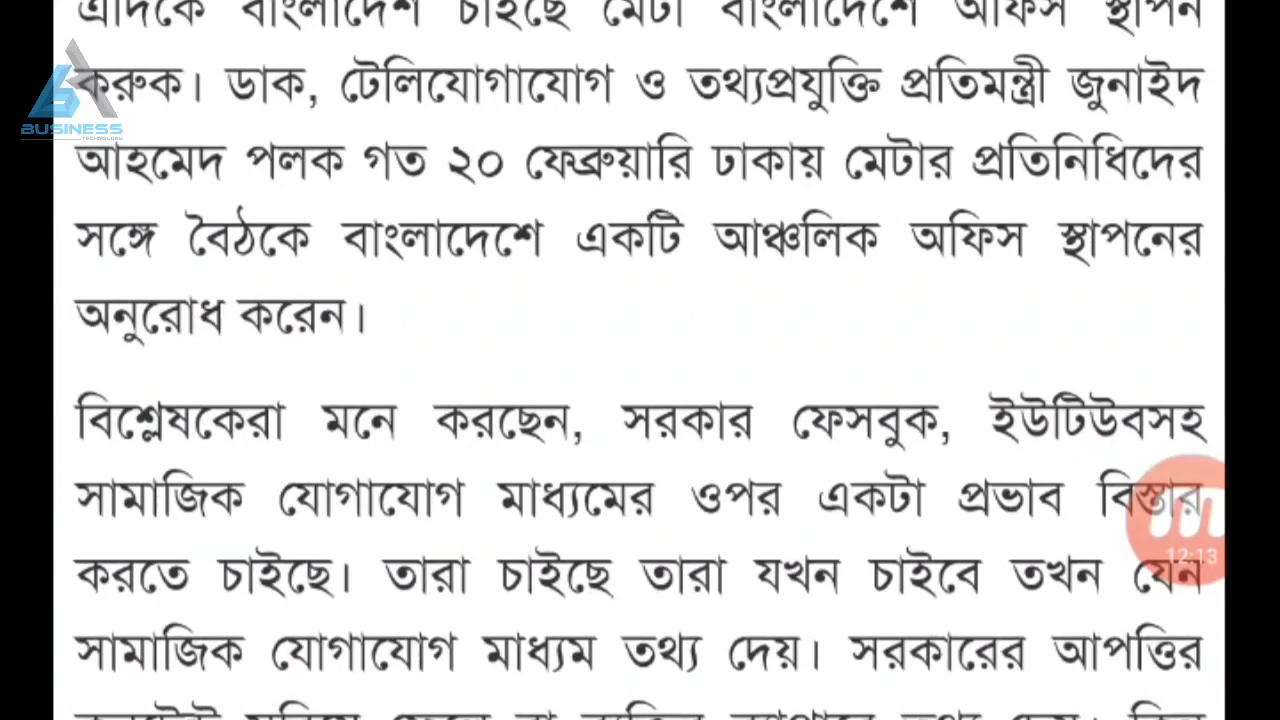 এদিকে বাংলাদেশ চাইছে মেটা বাংলাদেশে অফিস স্থাপন
করুক। ডাক, টেলিযোগাযোগ ও তথ্যপ্রযুক্তি প্রতিমন্ত্রী জুনাইদ
BUSINESS
TECHNOLOGY
আহমেদ পলক গত ২০ ফেব্রুয়ারি ঢাকায় মেটার প্রতিনিধিদের
সঙ্গে বৈঠকে বাংলাদেশে একটি আঞ্চলিক অফিস স্থাপনের
অনুরোধ করেন।
বিশ্লেষকেরা মনে করছেন, সরকার ফেসবুক, ইউটিউবসহ
সামাজিক যোগাযোগ মাধ্যমের ওপর একটা প্রভাব বিস্তার
করতে চাইছে। তারা চাইছে তারা যখন চাইবে তখন যেন
12:13
সামাজিক যোগাযোগ মাধ্যম তথ্য দেয়। সরকারের আপত্তির